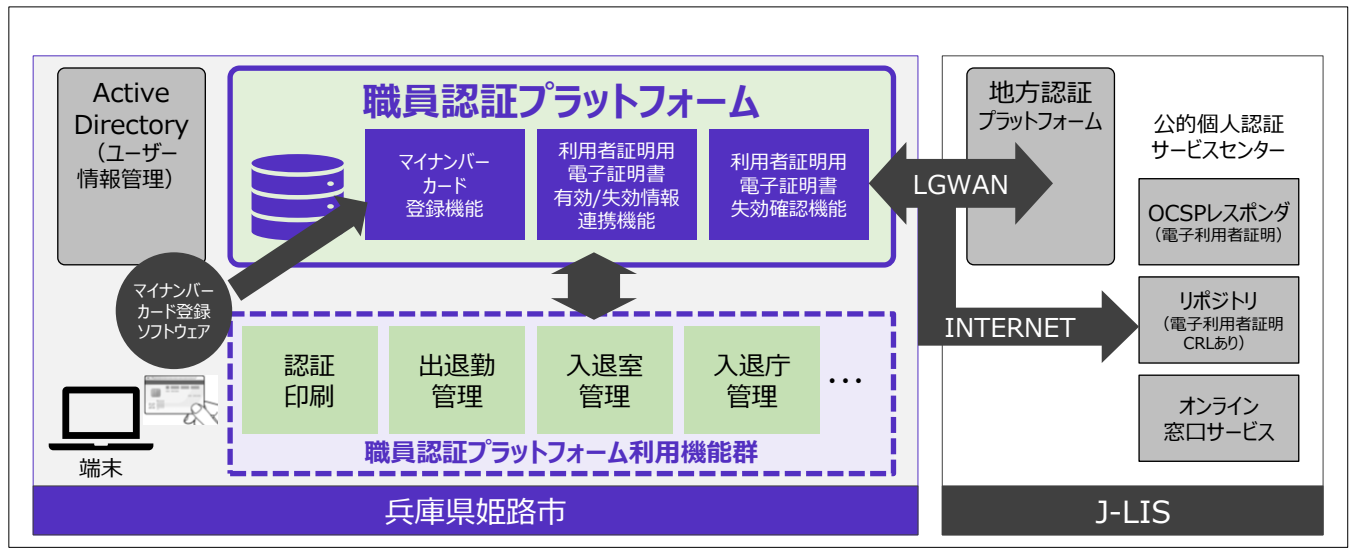 Active
Directory
（ユーザー
情報管理）
職員認証プラットフォーム
マイナンバー
カード
登録機能
利用者証明用
電子証明書
有効/失効情報
連携機能
利用者証明用
電子証明書
失効確認機能
マイナンバー
カード登録
ソフトウェア
端末
認証
印刷
出退勤
管理
入退室
管理
入退庁
管理
…
職員認証プラットフォーム利用機能群
兵庫県姫路市
LGWAN
INTERNET
地方認証
プラットフォーム
公的個人認証
サービスセンター
OCSPレスポンダ
（電子利用者証明）
リポジトリ
（電子利用者証明
CRLあり）
オンライン
窓口サービス
J-LIS